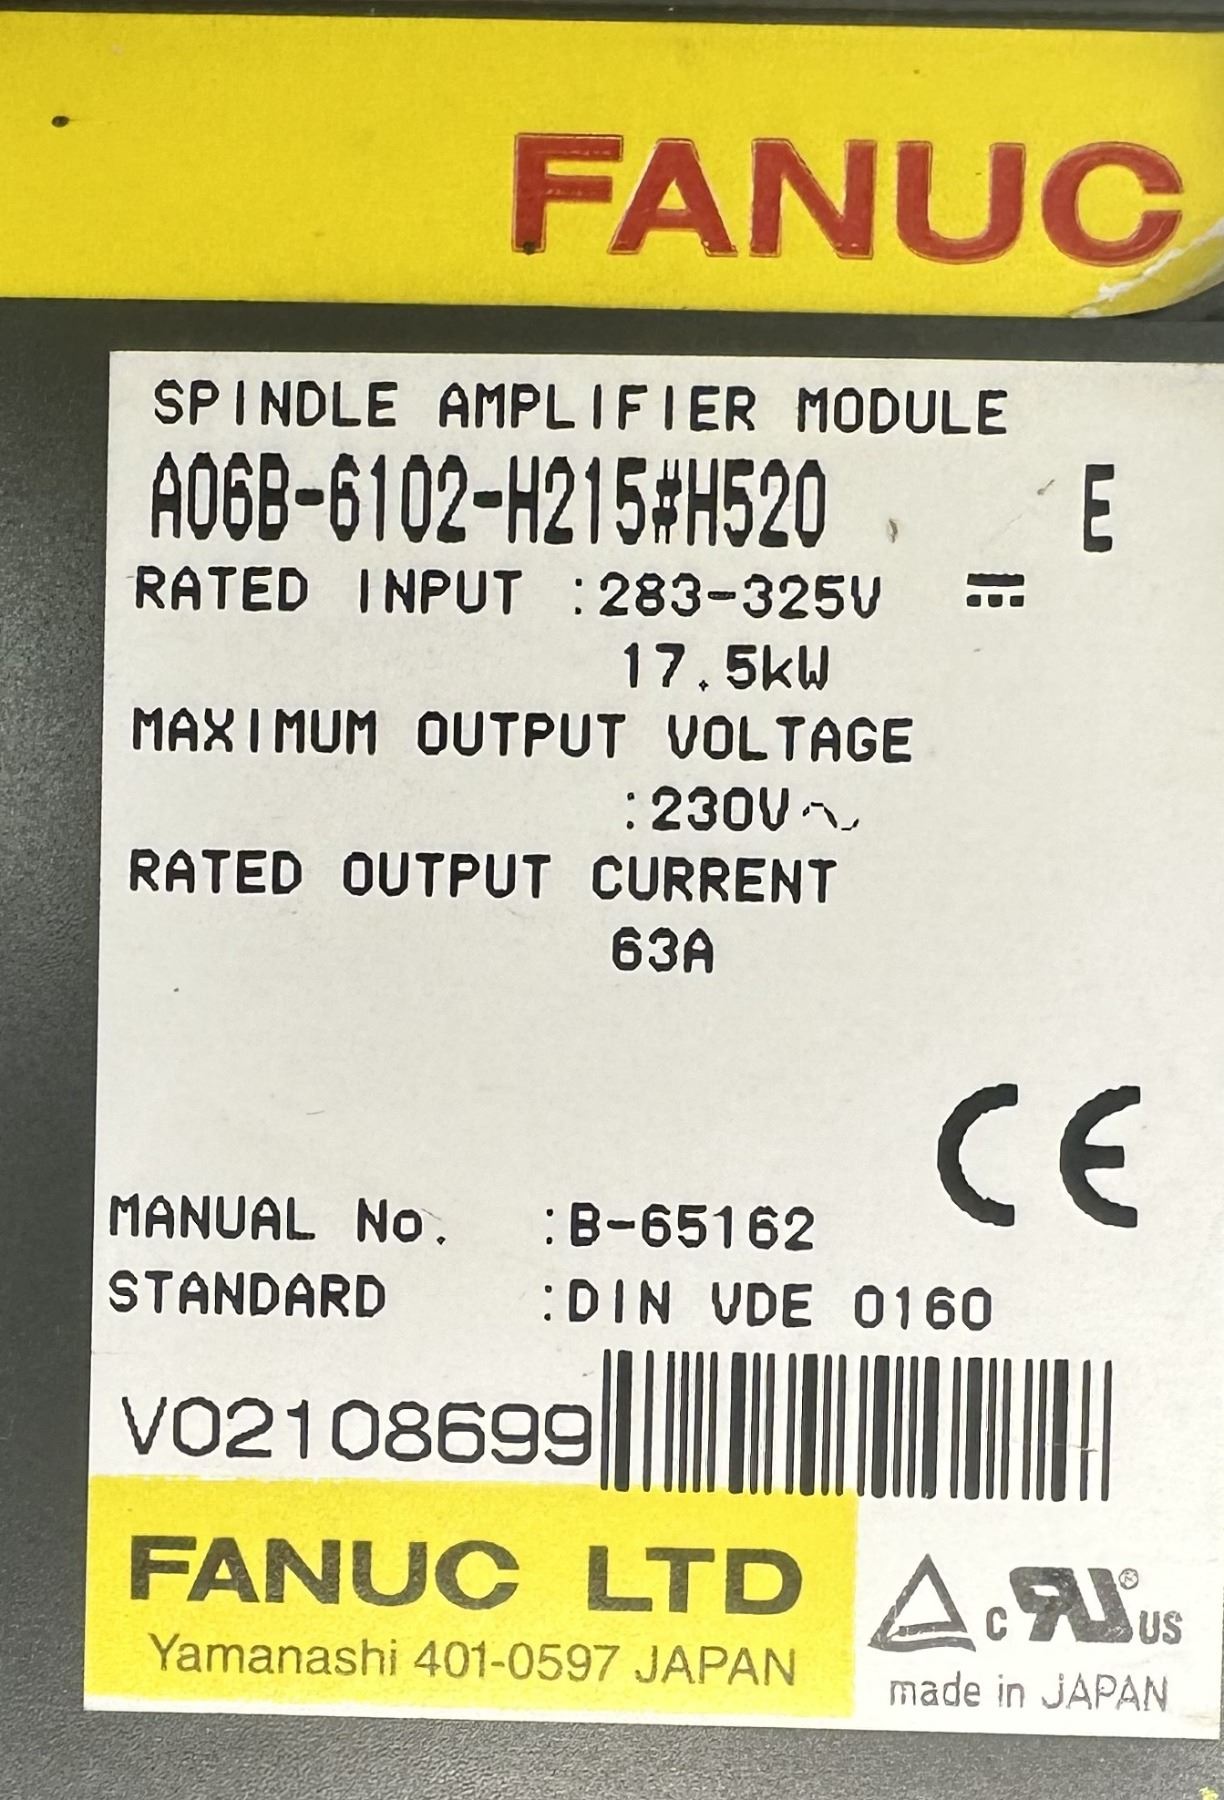 FANUC
SPINDLE AMPLIFIER MODULE
A06B-6102-H215#H520 E
RATED INPUT :283-325V ⎓
17.5kW
MAXIMUM OUTPUT VOLTAGE
:230V∿
RATED OUTPUT CURRENT
63A
CE
MANUAL No. :B-65162
STANDARD :DIN VDE 0160
V02108699
FANUC LTD
Yamanashi 401-0597 JAPAN
c RU® US
made in JAPAN